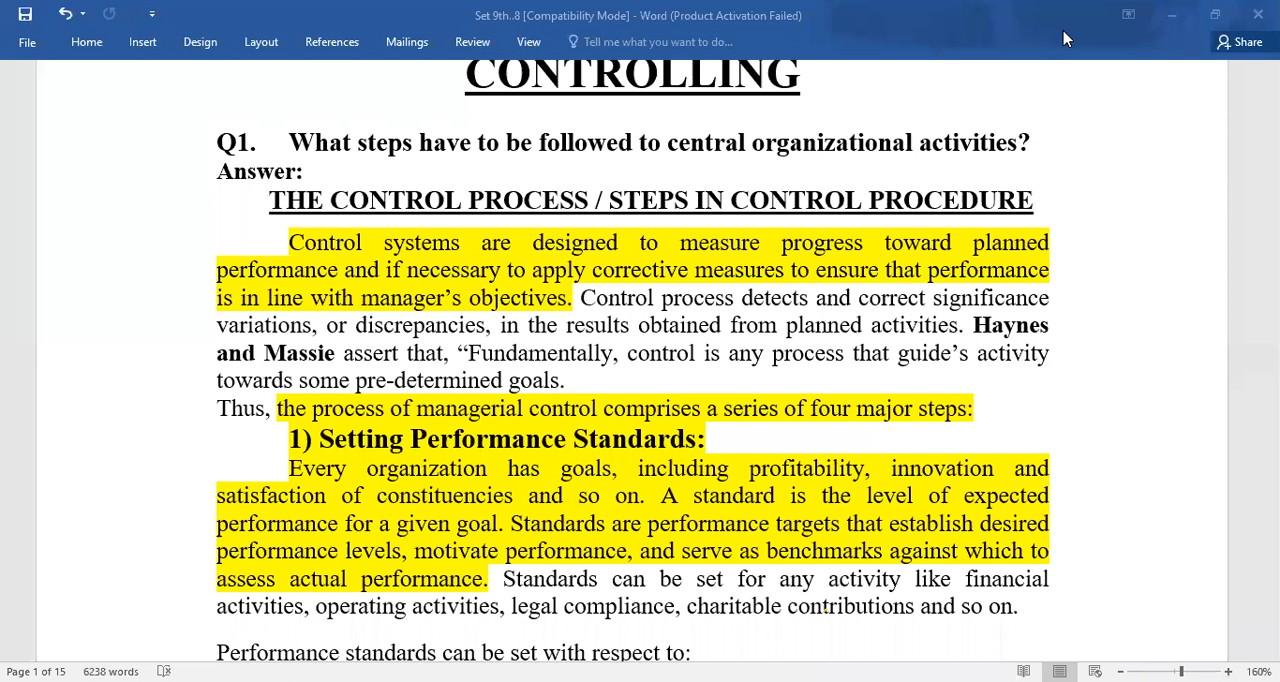 Set 9th..8 [Compatibility Mode] - Word (Product Activation Failed)
File Home Insert Design Layout References Mailings Review View Tell me what you want to do... Share
CONTROLLING
Q1. What steps have to be followed to central organizational activities?
Answer:
THE CONTROL PROCESS / STEPS IN CONTROL PROCEDURE
Control systems are designed to measure progress toward planned
performance and if necessary to apply corrective measures to ensure that performance
is in line with manager’s objectives. Control process detects and correct significance
variations, or discrepancies, in the results obtained from planned activities. Haynes
and Massie assert that, “Fundamentally, control is any process that guide’s activity
towards some pre-determined goals.
Thus, the process of managerial control comprises a series of four major steps:
1) Setting Performance Standards:
Every organization has goals, including profitability, innovation and
satisfaction of constituencies and so on. A standard is the level of expected
performance for a given goal. Standards are performance targets that establish desired
performance levels, motivate performance, and serve as benchmarks against which to
assess actual performance. Standards can be set for any activity like financial
activities, operating activities, legal compliance, charitable contributions and so on.
Performance standards can be set with respect to:
Page 1 of 15 6238 words 160%